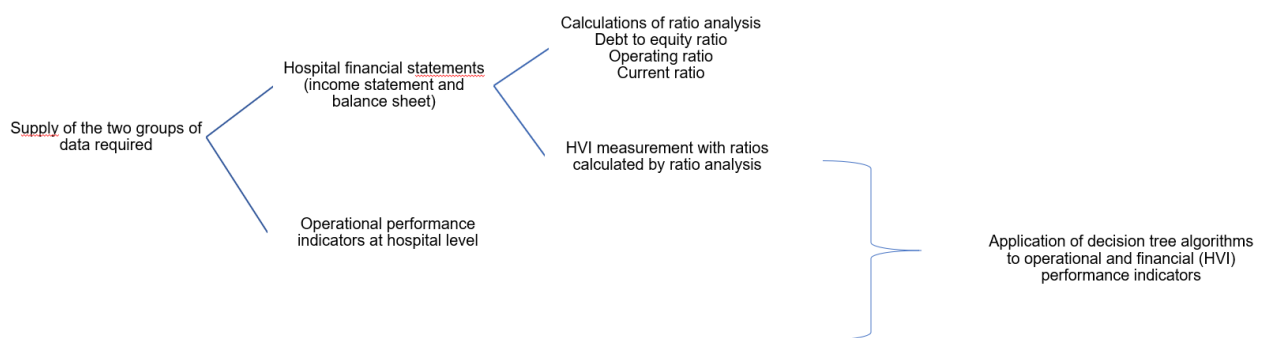 Supply of the two groups of
data required
Hospital financial statements
(income statement and
balance sheet)
Operational performance
indicators at hospital level
Calculations of ratio analysis
Debt to equity ratio
Operating ratio
Current ratio
HVI measurement with ratios
calculated by ratio analysis
Application of decision tree algorithms
to operational and financial (HVI)
performance indicators